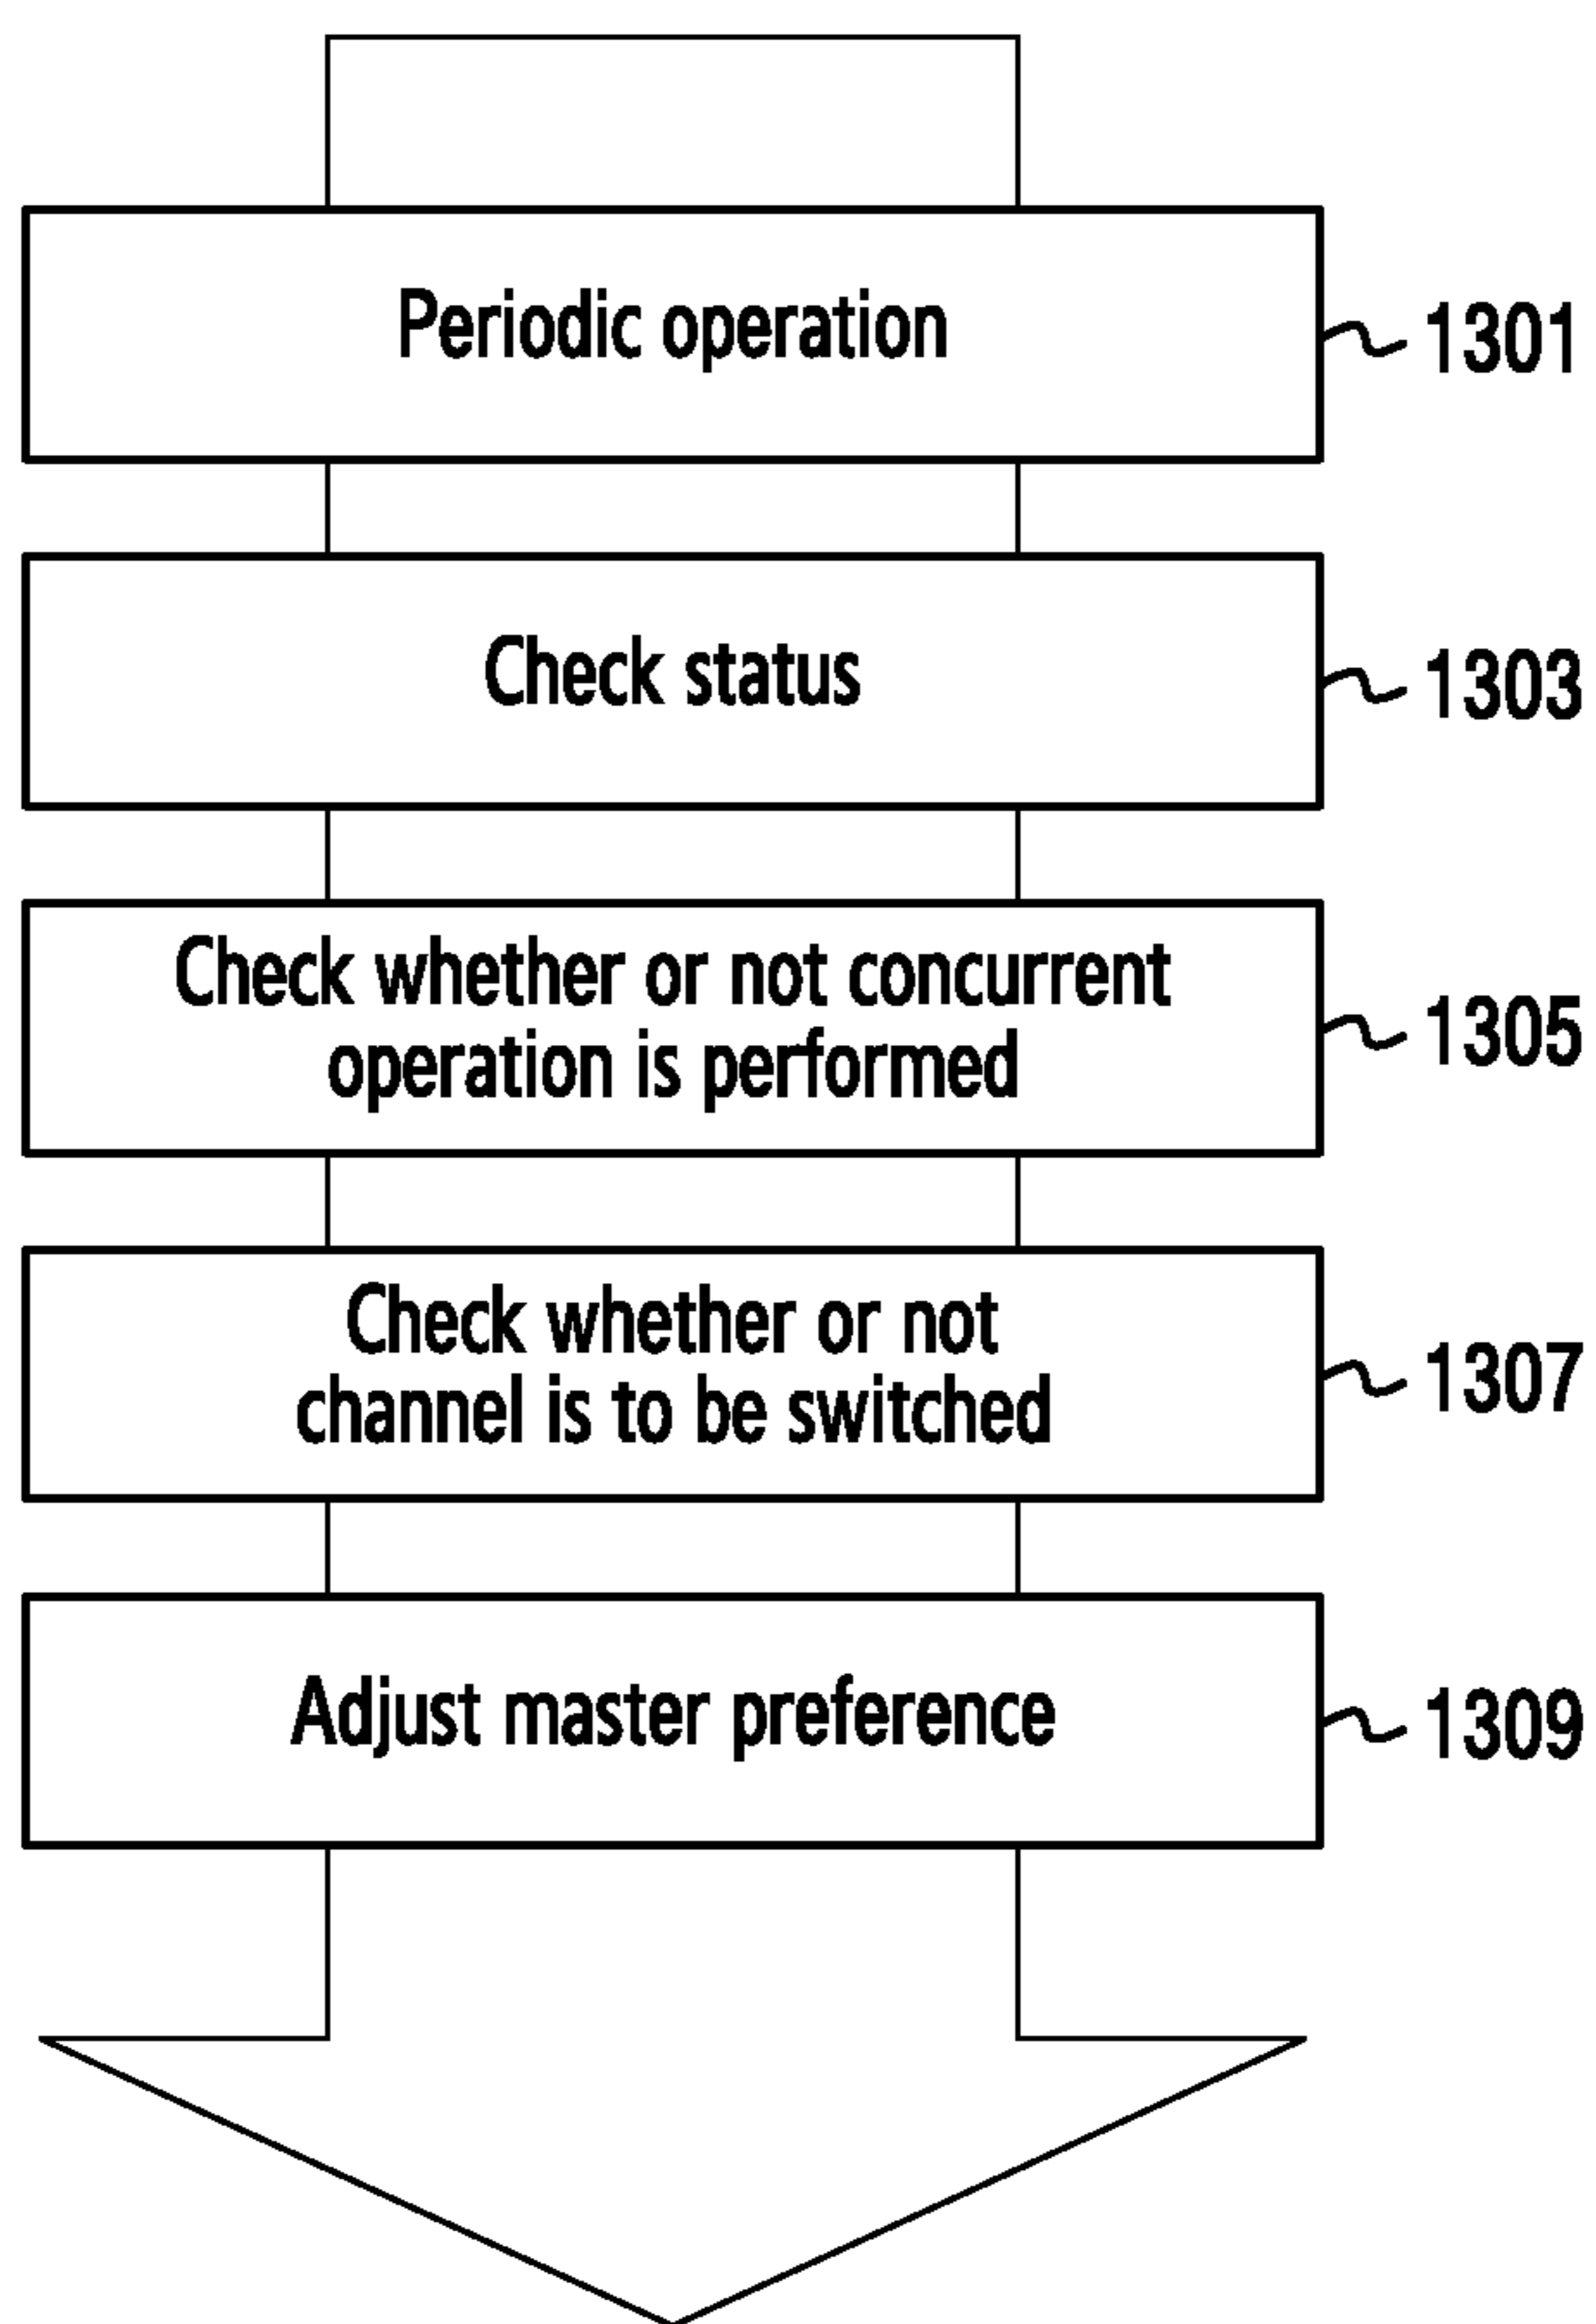 Periodic operation
1301
Check status
1303
Check whether or not concurrent
operation is performed
1305
Check whether or not
channel is to be switched
1307
Adjust master preference
1309